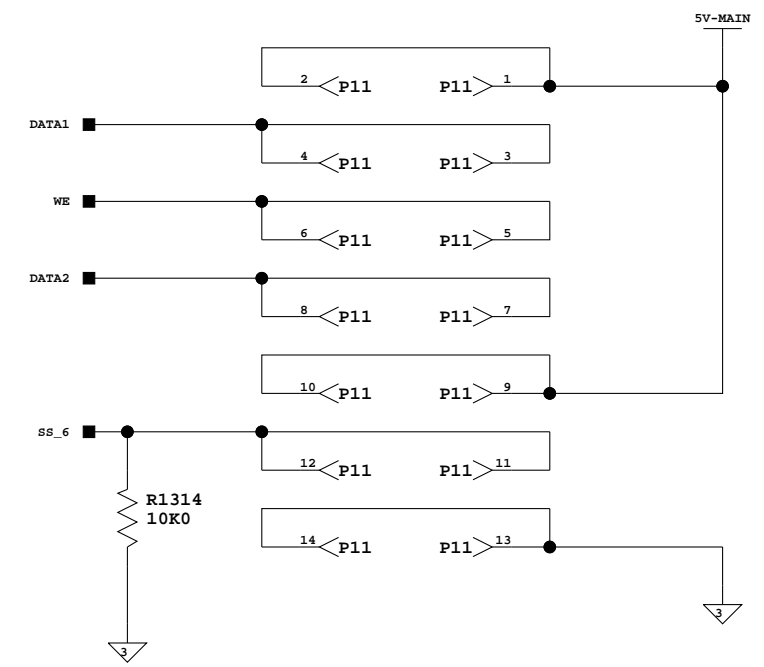 5V-MAIN
2 P11 P11 1
DATA1
4 P11 P11 3
WE
6 P11 P11 5
DATA2
8 P11 P11 7
10 P11 P11 9
SS_6
12 P11 P11 11
R1314
10K0
14 P11 P11 13
3
3